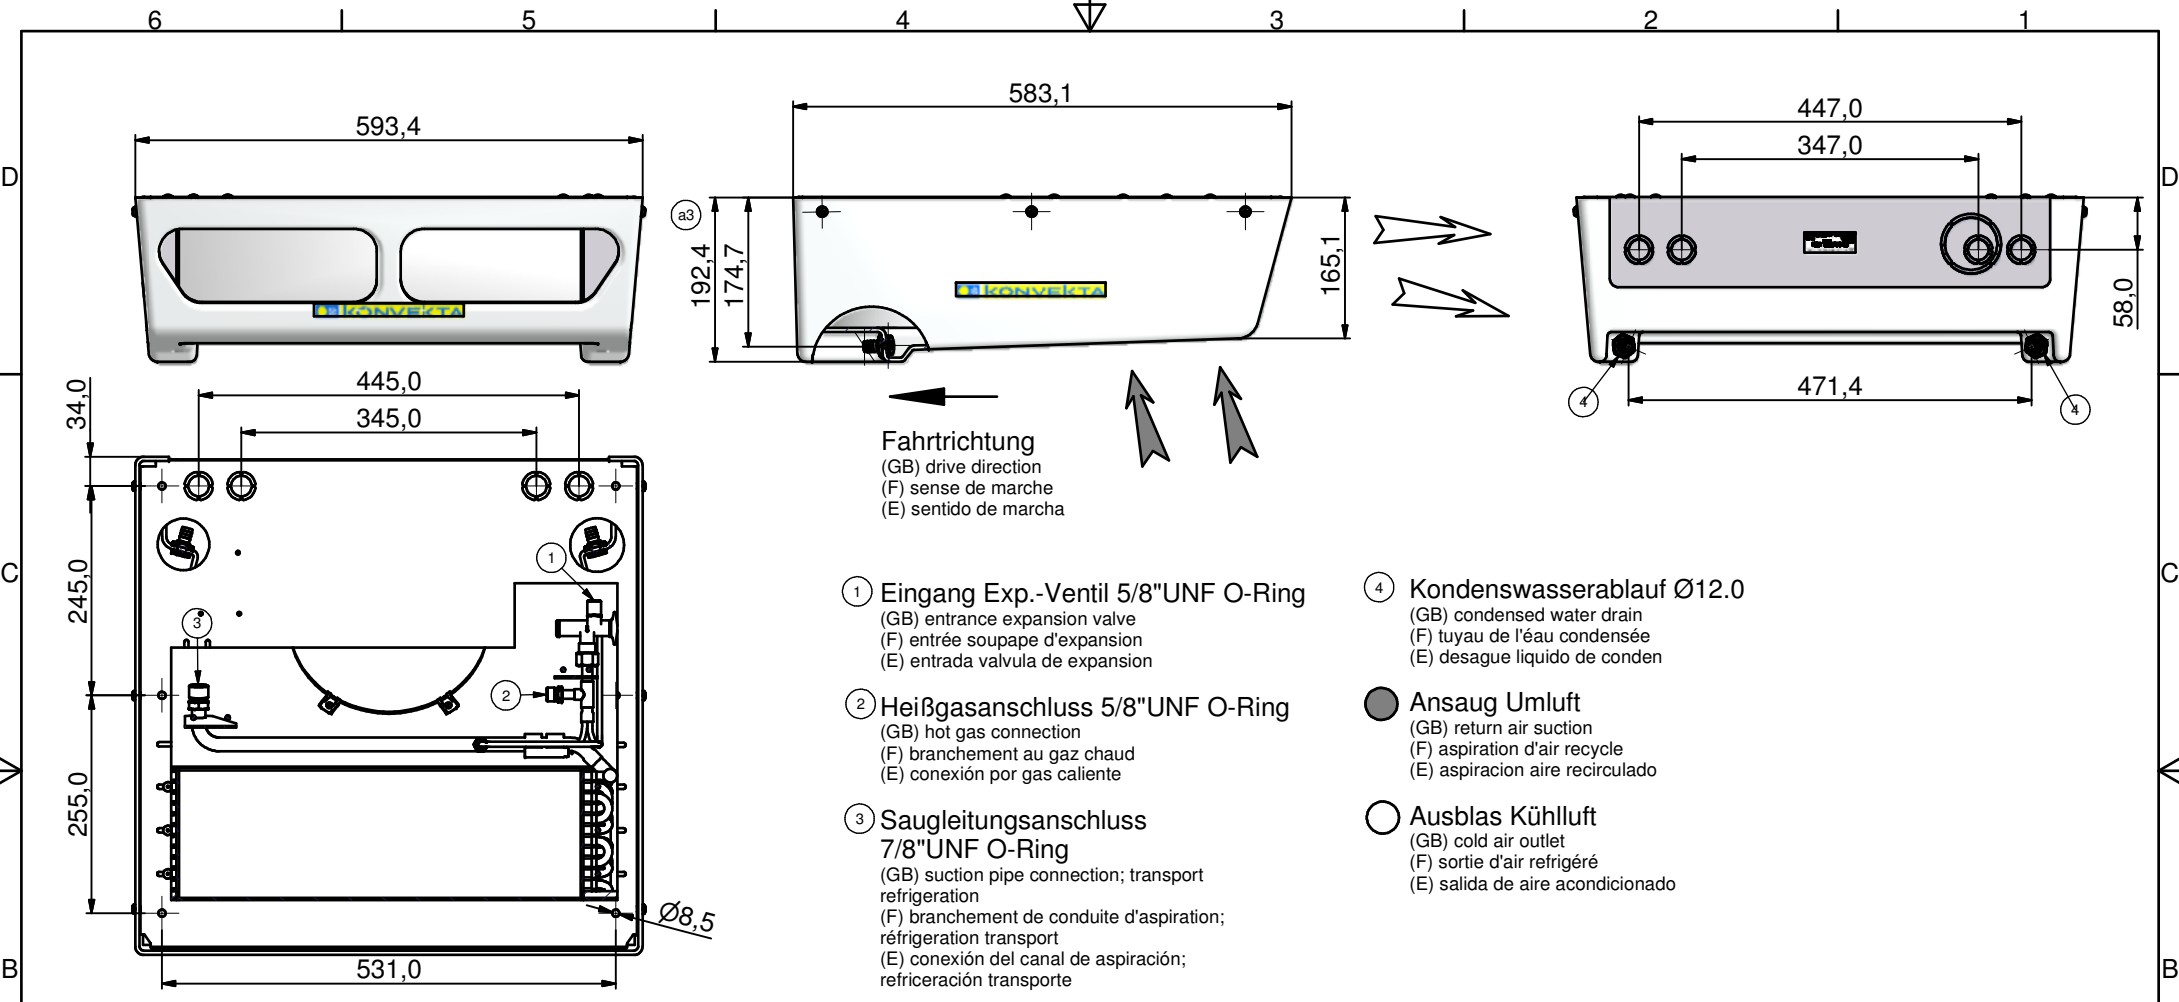 6 5 4 3 2 1
D D
593,4
583,1
447,0
347,0
a3
192,4
174,7
165,1
58,0
KONVEKTA
KONVEKTA
471,4
4 4
34,0
445,0
345,0
245,0
255,0
1
3
2
Ø8,5
531,0
Fahrtrichtung
(GB) drive direction
(F) sense de marche
(E) sentido de marcha
C C
1 Eingang Exp.-Ventil 5/8"UNF O-Ring
(GB) entrance expansion valve
(F) entrée soupape d'expansion
(E) entrada valvula de expansion
2 Heißgasanschluss 5/8"UNF O-Ring
(GB) hot gas connection
(F) branchement au gaz chaud
(E) conexión por gas caliente
3 Saugleitungsanschluss
7/8"UNF O-Ring
(GB) suction pipe connection; transport
refrigeration
(F) branchement de conduite d'aspiration;
réfrigeration transport
(E) conexión del canal de aspiración;
refriceración transporte
4 Kondenswasserablauf Ø12.0
(GB) condensed water drain
(F) tuyau de l'éau condensée
(E) desague liquido de conden
Ansaug Umluft
(GB) return air suction
(F) aspiration d'air recycle
(E) aspiracion aire recirculado
Ausblas Kühlluft
(GB) cold air outlet
(F) sortie d'air refrigéré
(E) salida de aire acondicionado
B B